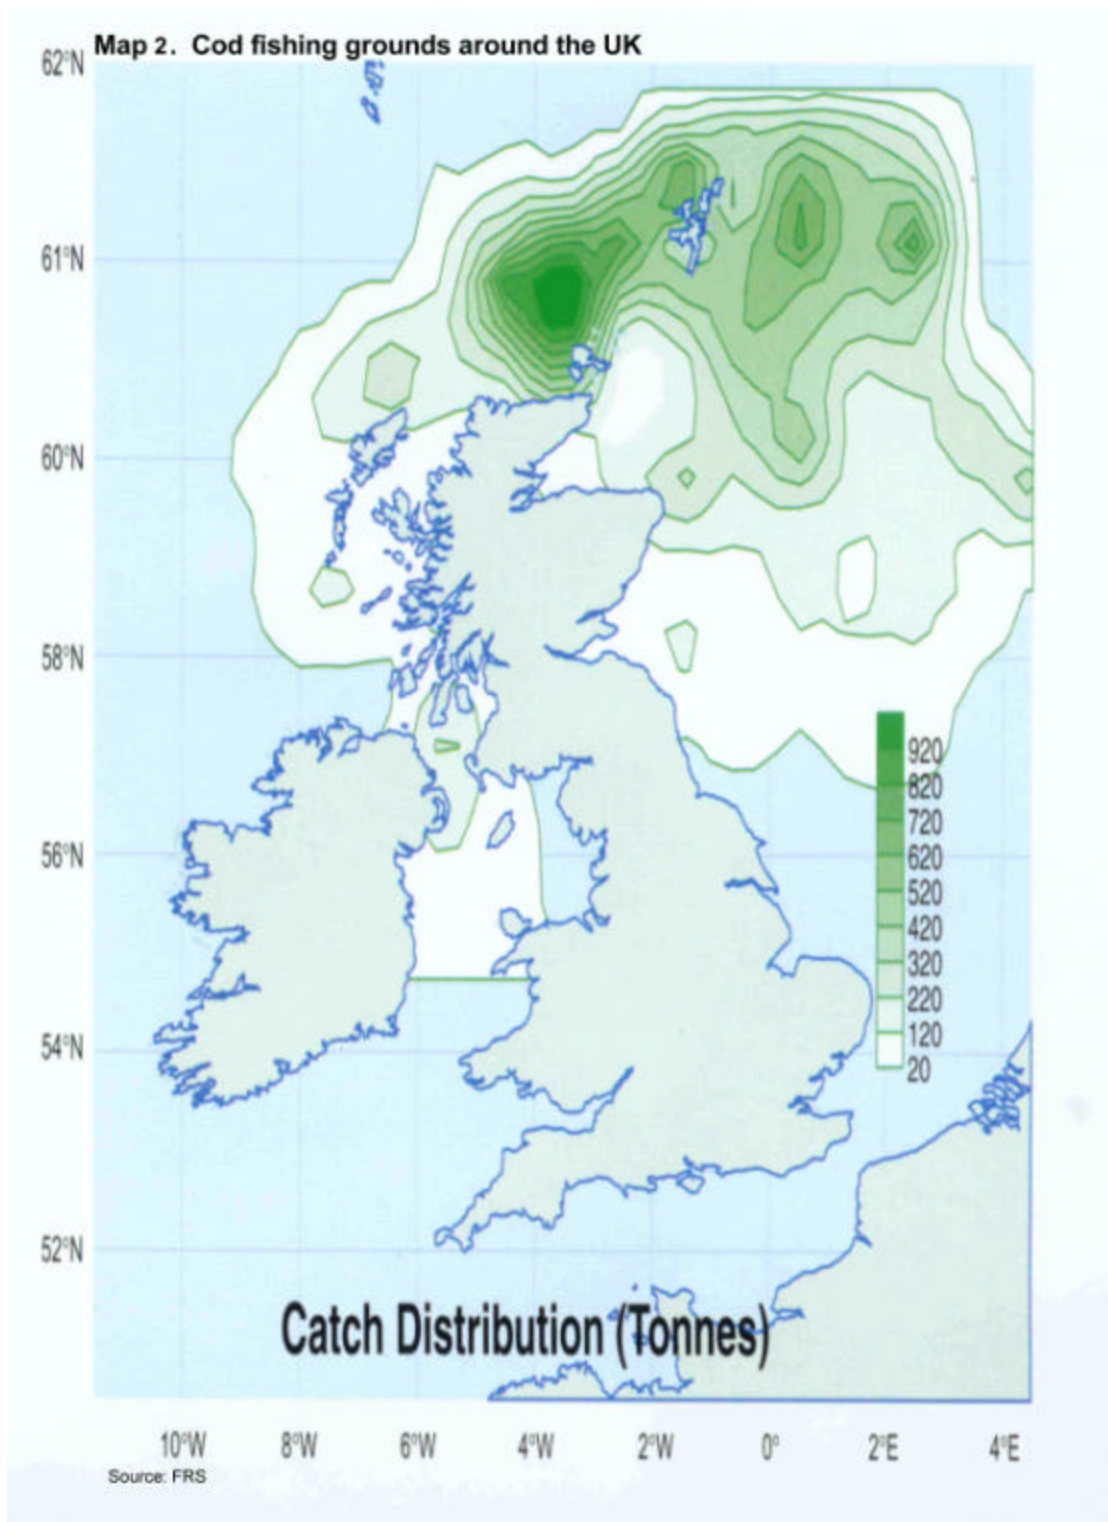 Map 2. Cod fishing grounds around the UK
62°N
61°N
60°N
58°N
56°N
54°N
52°N
920
820
720
620
520
420
320
220
120
20
Catch Distribution (Tonnes)
10°W 8°W 6°W 4°W 2°W 0° 2°E 4°E
Source: FRS